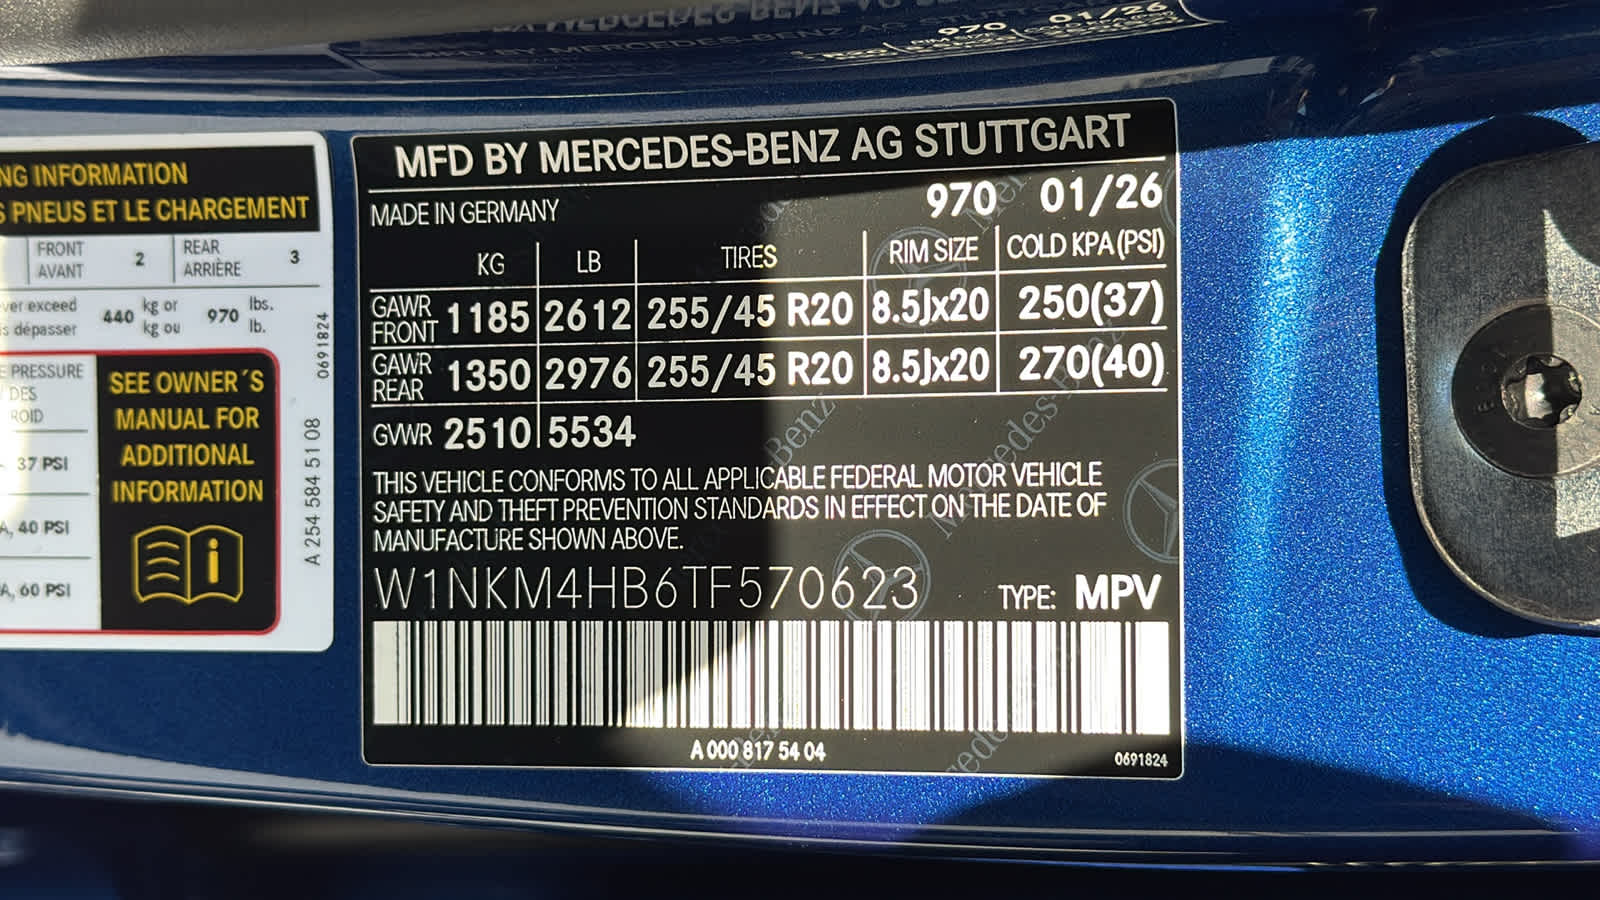 NG INFORMATION
S PNEUS ET LE CHARGEMENT
FRONT
AVANT
2
REAR
ARRIÈRE
3
ver exceed
is dépasser
440
kg or
kg ou
970
lbs.
lb.
E PRESSURE
DES
ROID
37 PSI
A, 40 PSI
A, 60 PSI
SEE OWNER´S
MANUAL FOR
ADDITIONAL
INFORMATION
i
A 254 584 51 08
0691824
MFD BY MERCEDES-BENZ AG STUTTGART
MADE IN GERMANY 970 01/26
KG LB TIRES RIM SIZE COLD KPA(PSI)
GAWR FRONT 1185 2612 255/45 R20 8.5Jx20 250(37)
GAWR REAR 1350 2976 255/45 R20 8.5Jx20 270(40)
GVWR 2510 5534
THIS VEHICLE CONFORMS TO ALL APPLICABLE FEDERAL MOTOR VEHICLE
SAFETY AND THEFT PREVENTION STANDARDS IN EFFECT ON THE DATE OF
MANUFACTURE SHOWN ABOVE.
W1NKM4HB6TF570623 TYPE: MPV
A 000 817 54 04
0691824